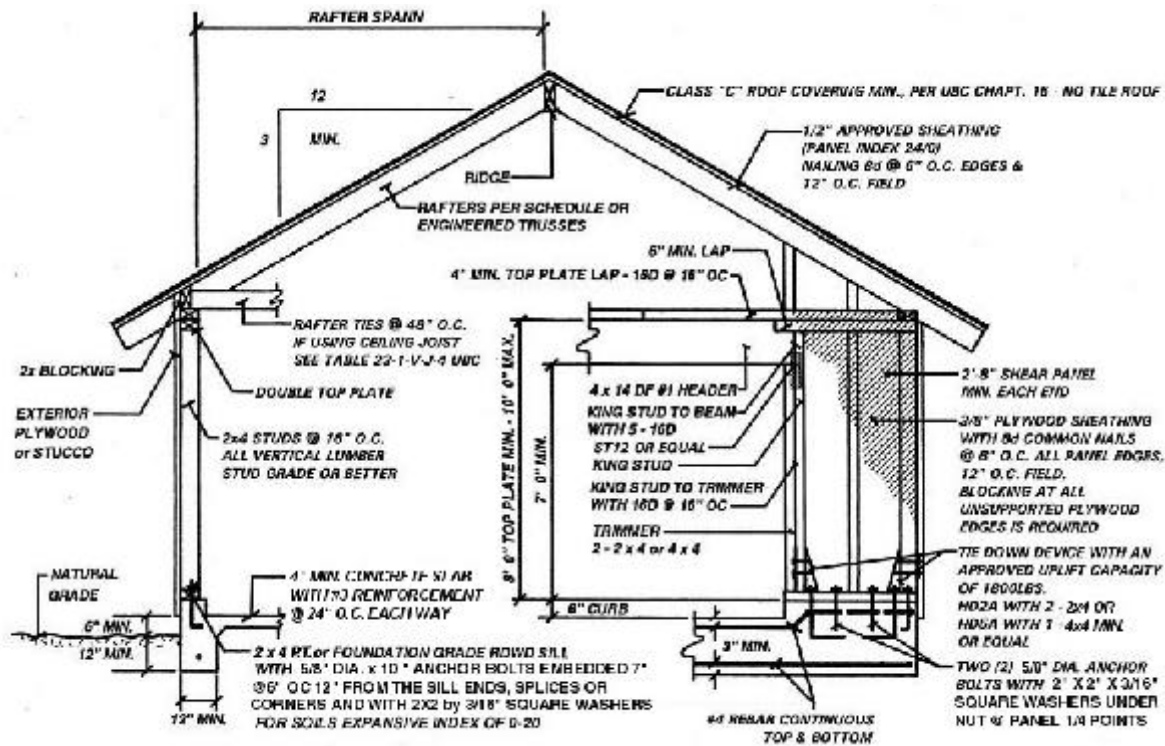 RAFTER SPANN
12
3
MIN.
CLASS "C" ROOF COVERING MIN., PER UBC CHAPT. 15 - NO TILE ROOF
1/2" APPROVED SHEATHING
(PANEL INDEX 24/0)
NAILING 8d @ 6" O.C. EDGES &
12" O.C. FIELD
RIDGE
RAFTERS PER SCHEDULE OR
ENGINEERED TRUSSES
6" MIN. LAP
4" MIN. TOP PLATE LAP - 16D @ 16" OC
RAFTER TIES @ 48" O.C.
IF USING CEILING JOIST
SEE TABLE 23-1-V-J-4 UBC
2x BLOCKING
DOUBLE TOP PLATE
EXTERIOR
PLYWOOD
or STUCCO
2x4 STUDS @ 16" O.C.
ALL VERTICAL LUMBER
STUD GRADE OR BETTER
8' 0" TOP PLATE MIN. - 10' 0" MAX.
7' 0" MIN.
4 x 14 DF #1 HEADER
KING STUD TO BEAM
WITH 5 - 16D
ST12 OR EQUAL
KING STUD
KING STUD TO TRIMMER
WITH 16D @ 16" OC
TRIMMER
2 - 2 x 4 or 4 x 4
2'-8" SHEAR PANEL
MIN. EACH END
3/8" PLYWOOD SHEATHING
WITH 8d COMMON NAILS
@ 6" O.C. ALL PANEL EDGES,
12" O.C. FIELD.
BLOCKING AT ALL
UNSUPPORTED PLYWOOD
EDGES IS REQUIRED
TIE DOWN DEVICE WITH AN
APPROVED UPLIFT CAPACITY
OF 1800LBS.
HD2A WITH 2 - 2x4 OR
HD5A WITH 1 - 4x4 MIN.
OR EQUAL
NATURAL
GRADE
6" MIN.
12" MIN.
12" MIN.
4" MIN. CONCRETE SLAB
WITH #3 REINFORCEMENT
@ 24" O.C. EACH WAY
6" CURB
3" MIN.
2 x 4 P.T. or FOUNDATION GRADE RDWD SILL
WITH 5/8" DIA. x 10" ANCHOR BOLTS EMBEDDED 7"
@6' OC 12" FROM THE SILL ENDS, SPLICES OR
CORNERS AND WITH 2X2 by 3/16" SQUARE WASHERS
FOR SOILS EXPANSIVE INDEX OF 0-20
#4 REBAR CONTINUOUS
TOP & BOTTOM
TWO (2) 5/8" DIA. ANCHOR
BOLTS WITH 2" X 2" X 3/16"
SQUARE WASHERS UNDER
NUT @ PANEL 1/4 POINTS